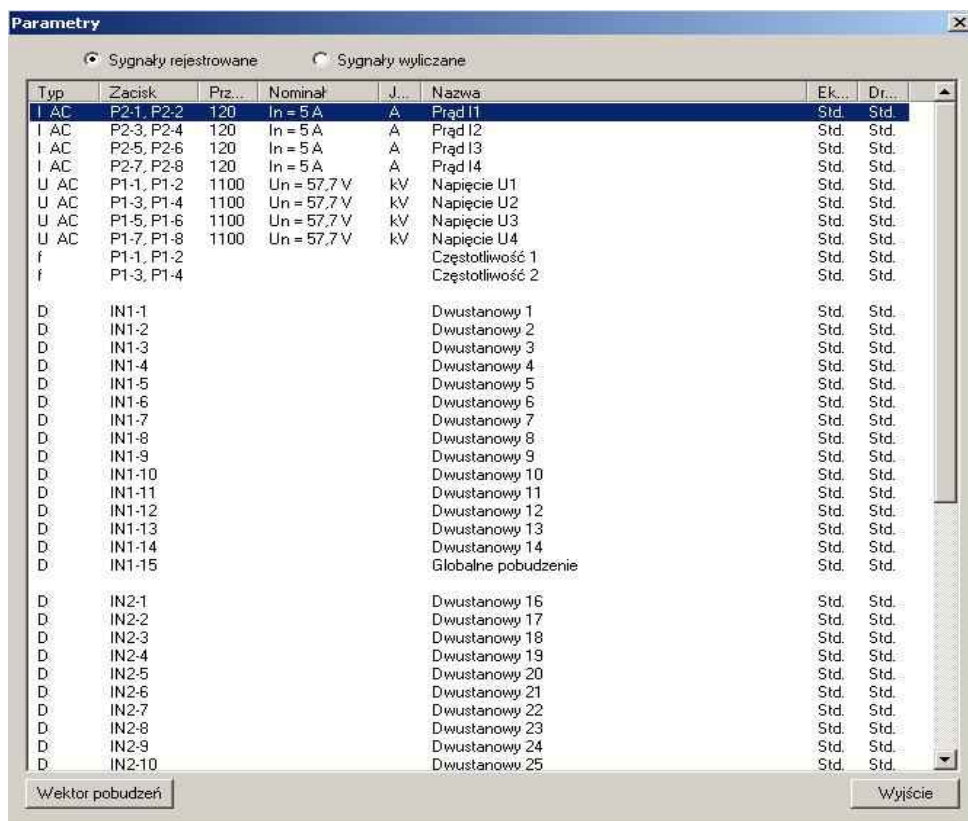 Parametry
Sygnały rejestrowane Sygnały wyliczane
Typ Zacisk Prz... Nominał J... Nazwa Ek... Dr...
I AC P2-1, P2-2 120 In = 5 A A Prąd I1 Std. Std.
I AC P2-3, P2-4 120 In = 5 A A Prąd I2 Std. Std.
I AC P2-5, P2-6 120 In = 5 A A Prąd I3 Std. Std.
I AC P2-7, P2-8 120 In = 5 A A Prąd I4 Std. Std.
U AC P1-1, P1-2 1100 Un = 57,7 V kV Napięcie U1 Std. Std.
U AC P1-3, P1-4 1100 Un = 57,7 V kV Napięcie U2 Std. Std.
U AC P1-5, P1-6 1100 Un = 57,7 V kV Napięcie U3 Std. Std.
U AC P1-7, P1-8 1100 Un = 57,7 V kV Napięcie U4 Std. Std.
f P1-1, P1-2 Częstotliwość 1 Std. Std.
f P1-3, P1-4 Częstotliwość 2 Std. Std.
D IN1-1 Dwustanowy 1 Std. Std.
D IN1-2 Dwustanowy 2 Std. Std.
D IN1-3 Dwustanowy 3 Std. Std.
D IN1-4 Dwustanowy 4 Std. Std.
D IN1-5 Dwustanowy 5 Std. Std.
D IN1-6 Dwustanowy 6 Std. Std.
D IN1-7 Dwustanowy 7 Std. Std.
D IN1-8 Dwustanowy 8 Std. Std.
D IN1-9 Dwustanowy 9 Std. Std.
D IN1-10 Dwustanowy 10 Std. Std.
D IN1-11 Dwustanowy 11 Std. Std.
D IN1-12 Dwustanowy 12 Std. Std.
D IN1-13 Dwustanowy 13 Std. Std.
D IN1-14 Dwustanowy 14 Std. Std.
D IN1-15 Globalne pobudzenie Std. Std.
D IN2-1 Dwustanowy 16 Std. Std.
D IN2-2 Dwustanowy 17 Std. Std.
D IN2-3 Dwustanowy 18 Std. Std.
D IN2-4 Dwustanowy 19 Std. Std.
D IN2-5 Dwustanowy 20 Std. Std.
D IN2-6 Dwustanowy 21 Std. Std.
D IN2-7 Dwustanowy 22 Std. Std.
D IN2-8 Dwustanowy 23 Std. Std.
D IN2-9 Dwustanowy 24 Std. Std.
D IN2-10 Dwustanowy 25 Std. Std.
Wektor pobudzeń Wyjście